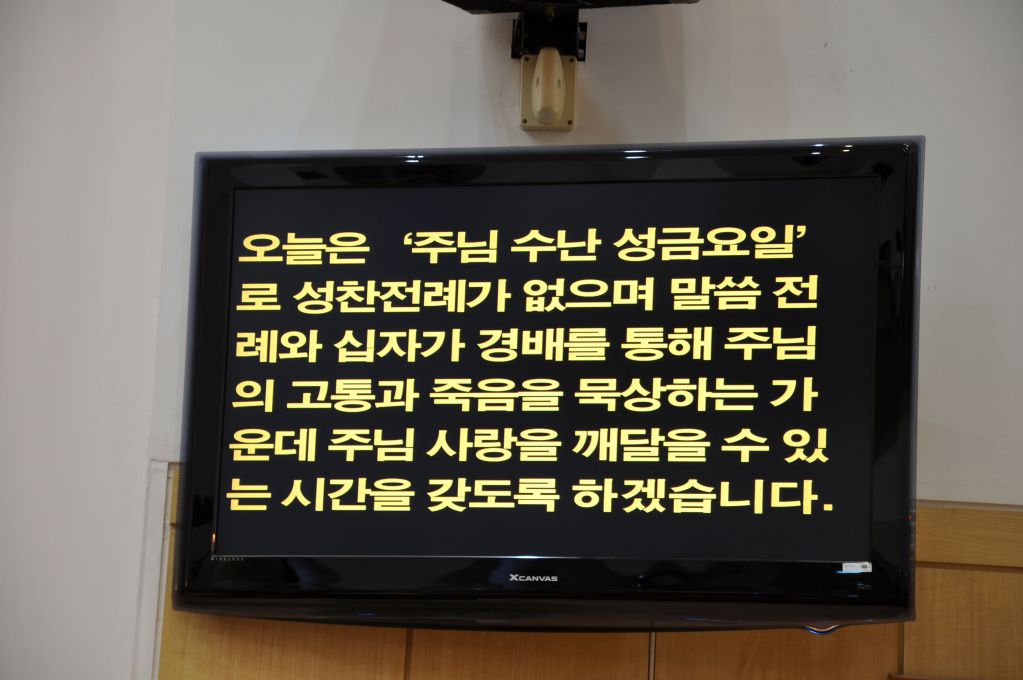 오늘은 ‘주님 수난 성금요일’
로 성찬전례가 없으며 말씀 전
례와 십자가 경배를 통해 주님
의 고통과 죽음을 묵상하는 가
운데 주님 사랑을 깨달을 수 있
는 시간을 갖도록 하겠습니다.
WIRELESS
XCANVAS